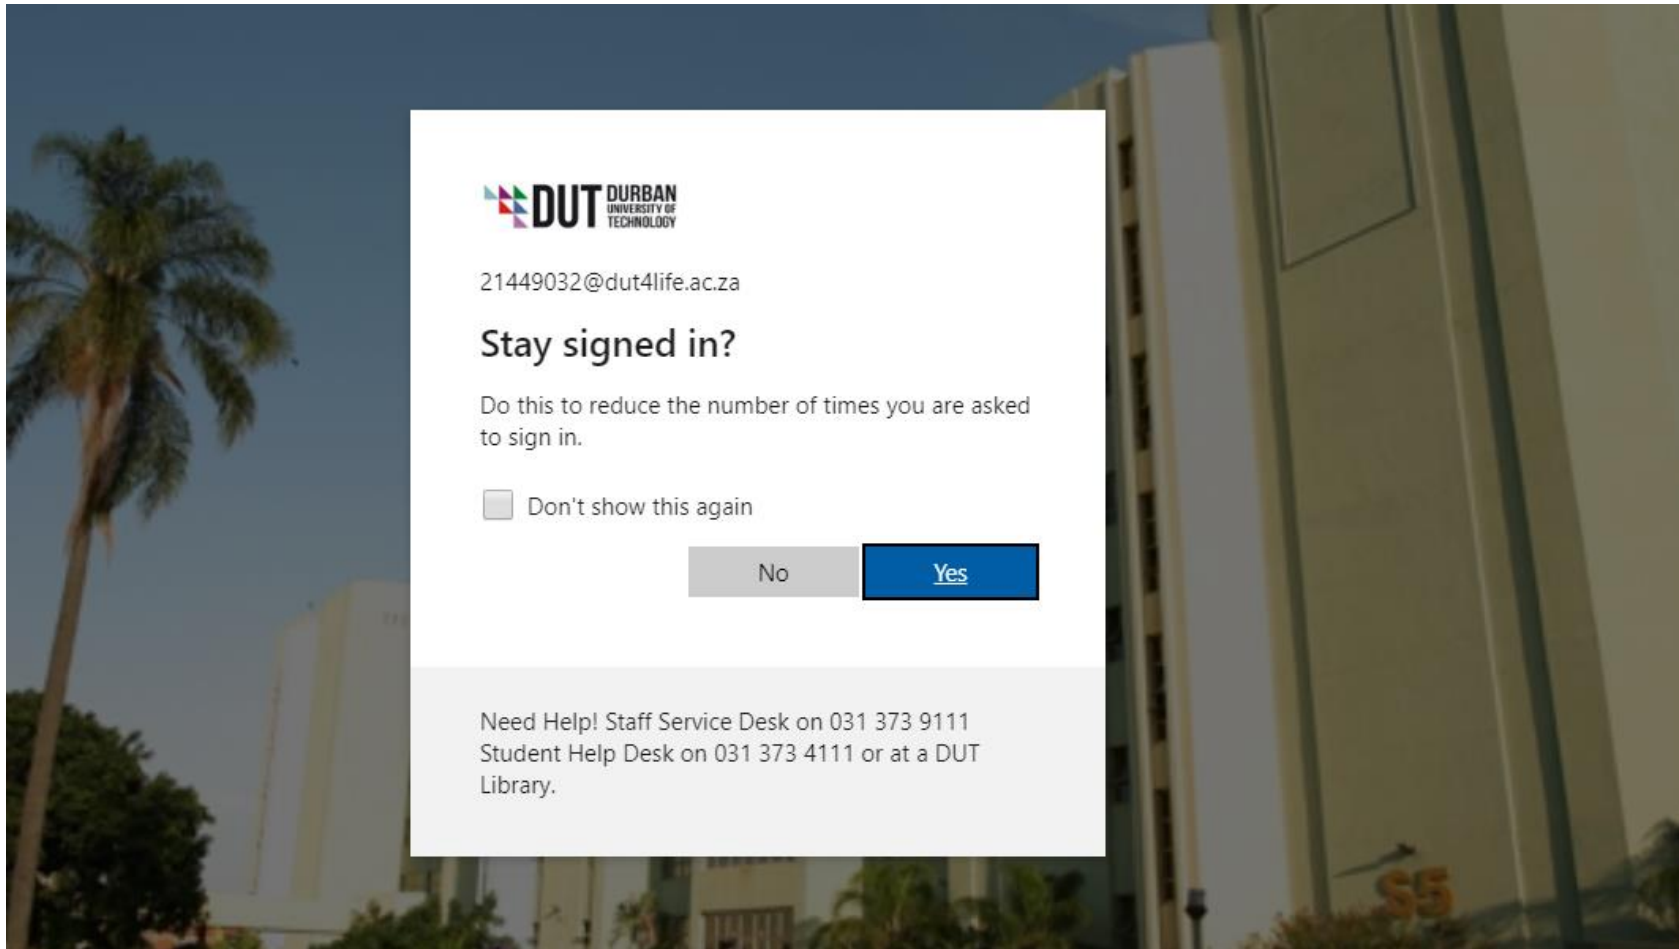 DUT DURBAN
UNIVERSITY OF
TECHNOLOGY
21449032@dut4life.ac.za
Stay signed in?
Do this to reduce the number of times you are asked
to sign in.
Don't show this again
No
Yes
Need Help! Staff Service Desk on 031 373 9111
Student Help Desk on 031 373 4111 or at a DUT
Library.
S5